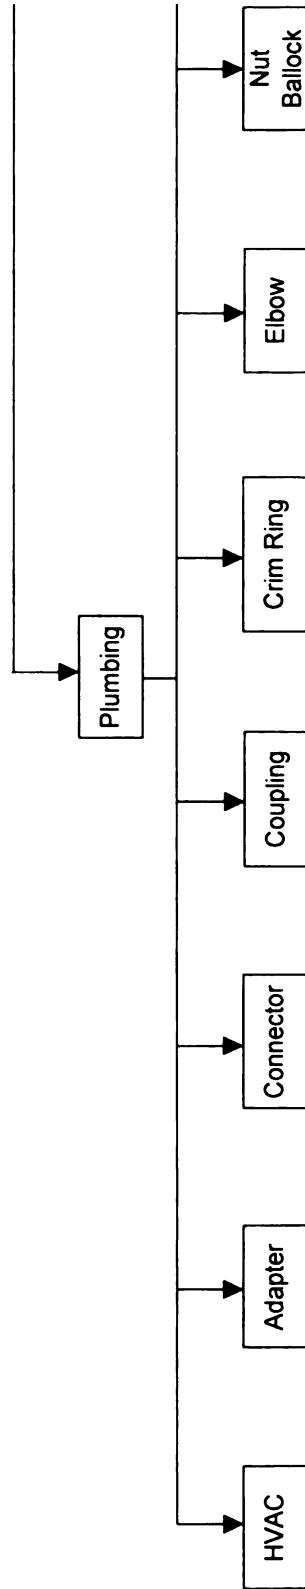 Plumbing
HVAC
Adapter
Connector
Coupling
Crim Ring
Elbow
Nut
Ballock